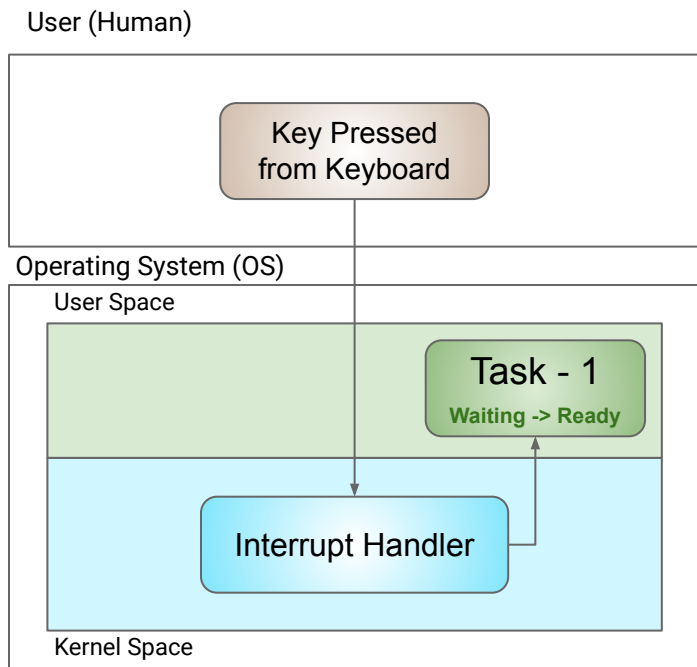 User (Human)
Key Pressed
from Keyboard
Operating System (OS)
User Space
Task - 1
Waiting -> Ready
Interrupt Handler
Kernel Space